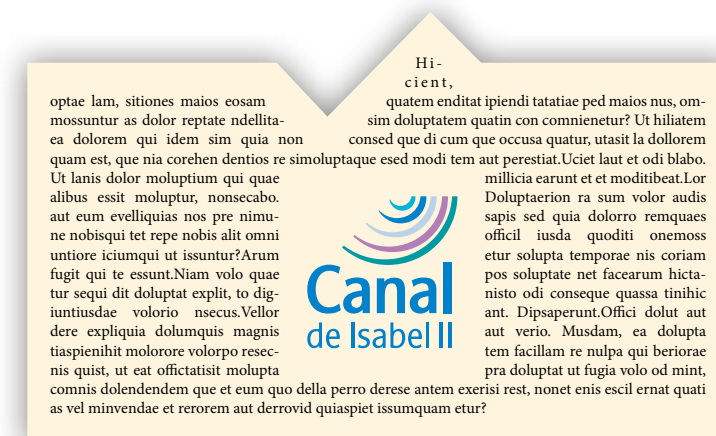 Hi-
cient,
optae lam, sitiones maios eosam quatem enditat ipiendi tatatiae ped maios nus, om-
mossuntur as dolor reptate ndellita- sim doluptatem quatin con comnienetur? Ut hiliatem
ea dolorem qui idem sim quia non consed que di cum que occusa quatur, utasit la dollorem
quam est, que nia corehen dentios re simoluptaque esed modi tem aut perestiat.Uciet laut et odi blabo.
Ut lanis dolor moluptium qui quae millicia earunt et et moditibeat.Lor
alibus essit moluptur, nonsecabo. Doluptaerion ra sum volor audis
aut eum evelliquias nos pre nimu- sapis sed quia dolorro remquaes
ne nobisqui tet repe nobis alit omni officil iusda quoditi onemoss
untiore iciumqui ut issuntur?Arum etur solupta temporae nis coriam
fugit qui te essunt.Niam volo quae pos soluptate net facearum hicta-
tur sequi dit doluptat explit, to dig- nisto odi conseque quassa tinihic
iuntiusdae volorio nsecus.Vellor ant. Dipsaperunt.Offici dolut aut
dere expliquia dolumquis magnis aut verio. Musdam, ea dolupta
tiaspienihit molorore volorpo resec- tem facillam re nulpa qui beriorae
nis quist, ut eat offictatisit molupta pra doluptat ut fugia volo od mint,
Canal
de Isabel II
comnis dolendendem que et eum quo della perro derese antem exerisi rest, nonet enis escil ernat quati
as vel minvendae et rerorem aut derrovid quiaspiet issumquam etur?